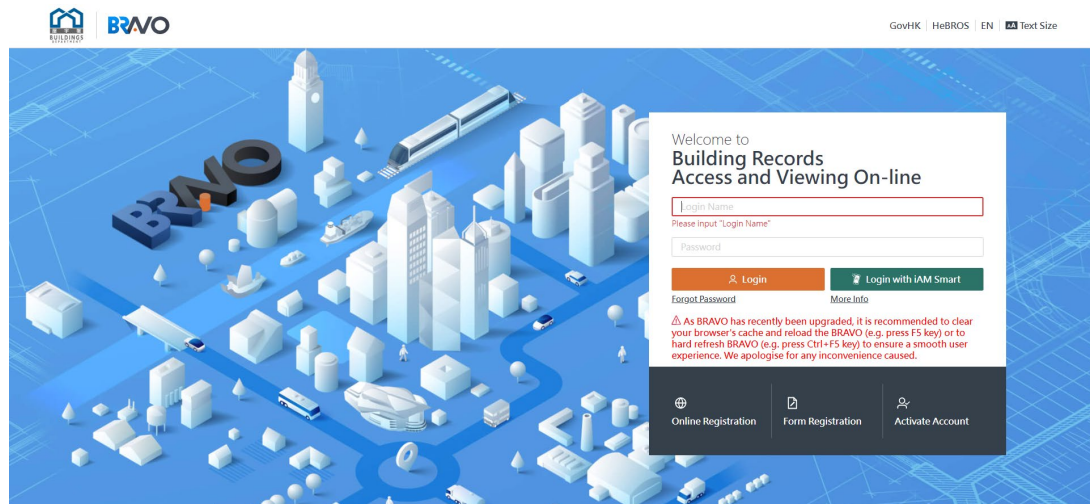 BUILDINGS
DEPARTMENT
BRAVO
GovHK
HeBROS
EN
AA Text Size
BRAVO
Welcome to
Building Records
Access and Viewing On-line
Login Name
Please input "Login Name"
Password
Login
Login with iAM Smart
Forgot Password
More Info
As BRAVO has recently been upgraded, it is recommended to clear
your browser's cache and reload the BRAVO (e.g. press F5 key) or to
hard refresh BRAVO (e.g. press Ctrl+F5 key) to ensure a smooth user
experience. We apologise for any inconvenience caused.
Online Registration
Form Registration
Activate Account